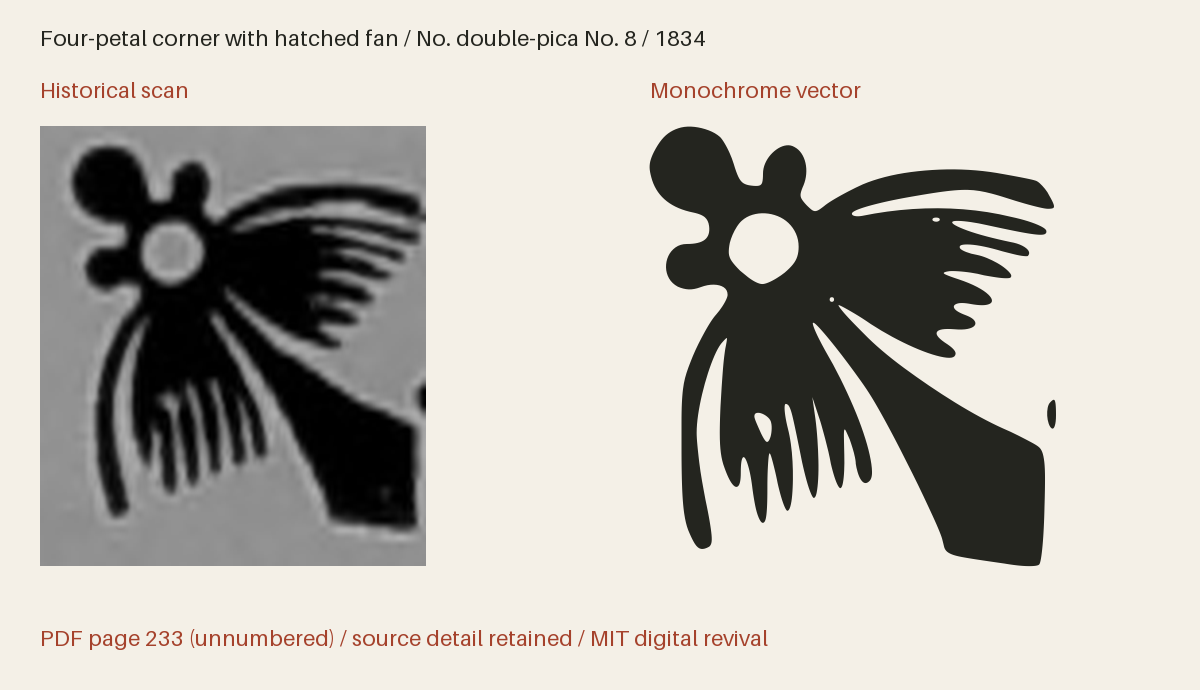 Four-petal corner with hatched fan / No. double-pica No. 8 / 1834
Historical scan
Monochrome vector
PDF page 233 (unnumbered) / source detail retained / MIT digital revival